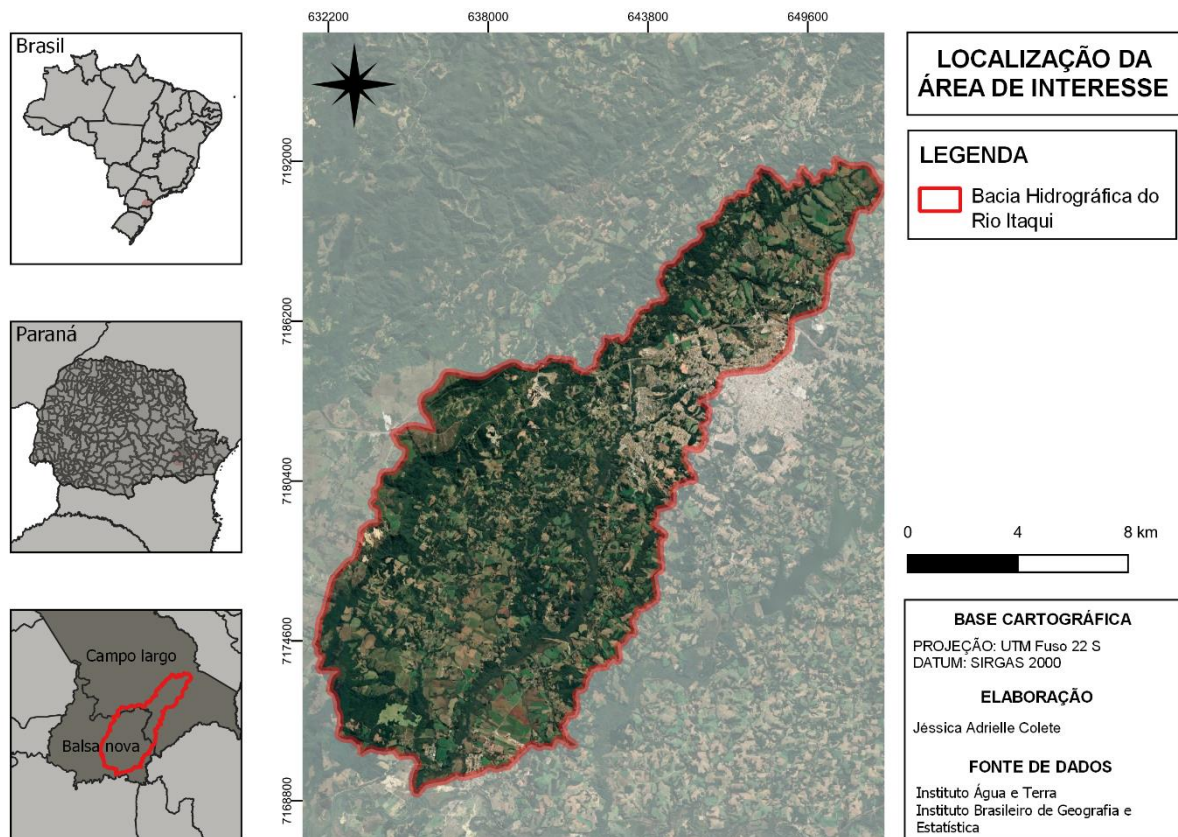 632200
638000
643800
649600
7192000
7186200
7180400
7174600
7168800
Brasil
Paraná
Campo largo
Balsa nova
LOCALIZAÇÃO DA
ÁREA DE INTERESSE
LEGENDA
Bacia Hidrográfica do
Rio Itaqui
0
4
8 km
BASE CARTOGRÁFICA
PROJEÇÃO: UTM Fuso 22 S
DATUM: SIRGAS 2000
ELABORAÇÃO
Jéssica Adrielle Colete
FONTE DE DADOS
Instituto Água e Terra
Instituto Brasileiro de Geografia e
Estatística